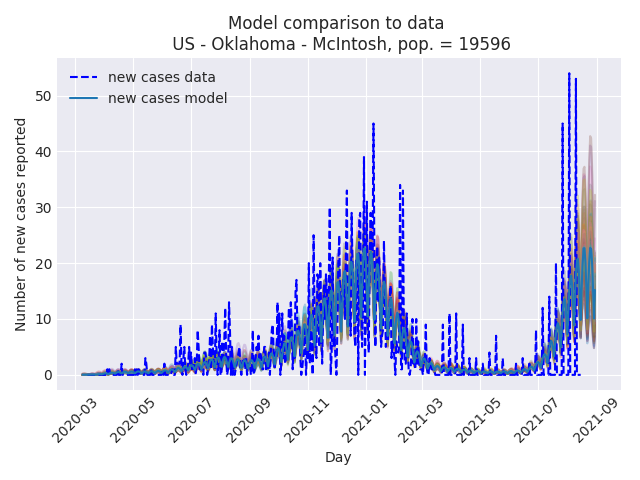 Model comparison to data
US - Oklahoma - McIntosh, pop. = 19596
new cases data
new cases model
Number of new cases reported
50
40
30
20
10
0
2020-03
2020-05
2020-07
2020-09
2020-11
2021-01
2021-03
2021-05
2021-07
2021-09
Day